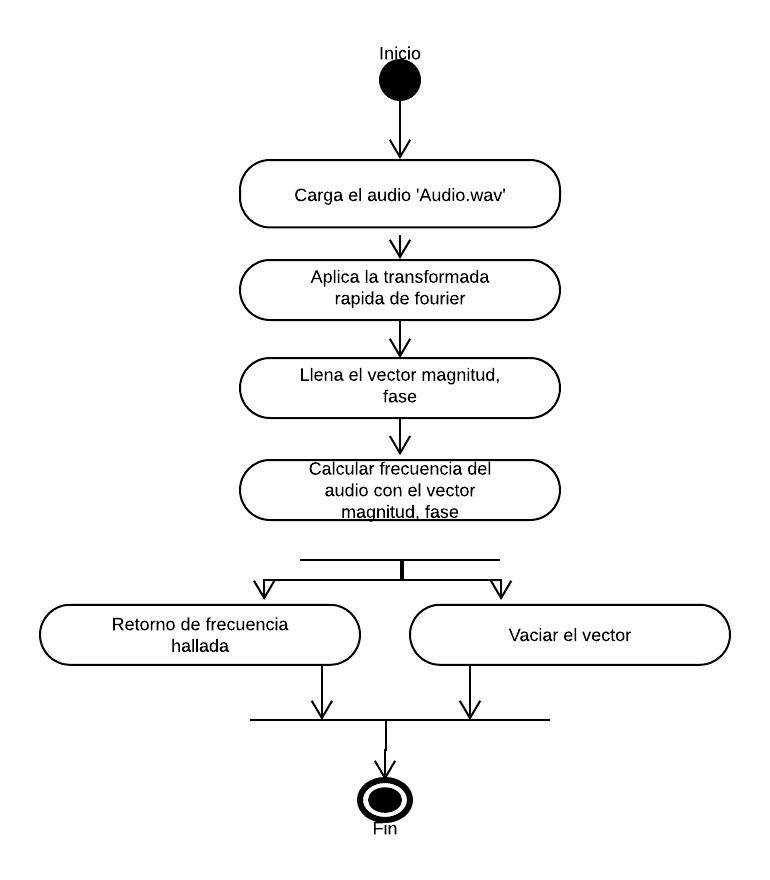 Inicio
Carga el audio 'Audio.wav'
Aplica la transformada
rapida de fourier
Llena el vector magnitud,
fase
Calcular frecuencia del
audio con el vector
magnitud, fase
Retorno de frecuencia
hallada
Vaciar el vector
Fin